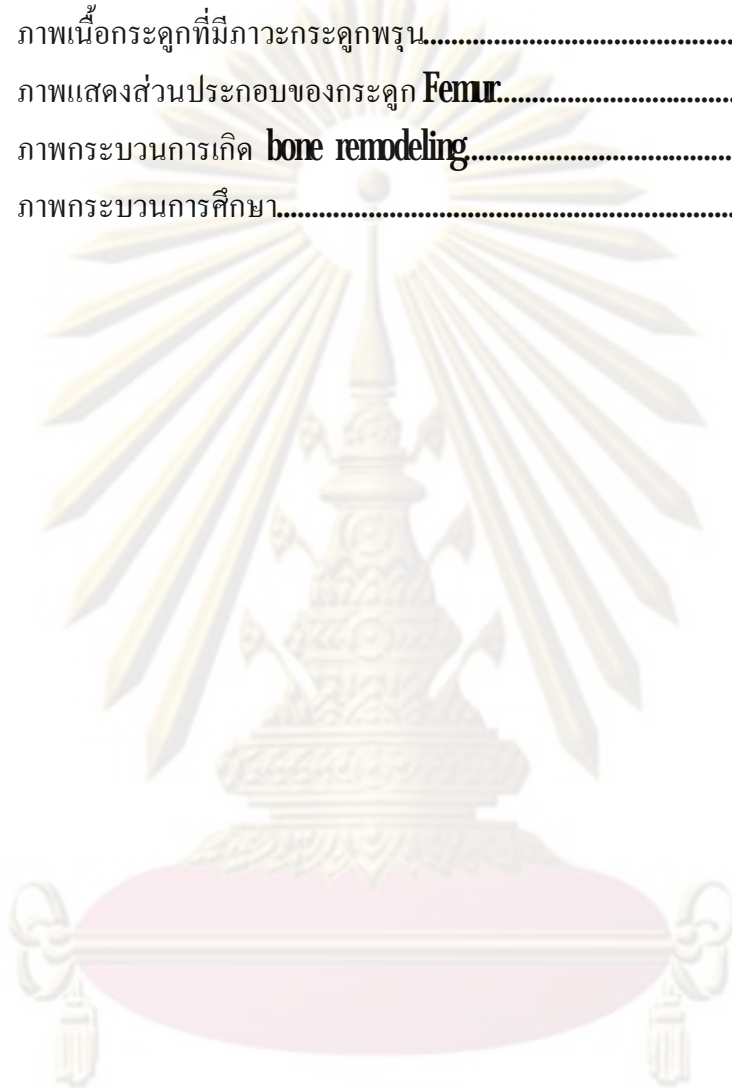 ภาพเนื้อกระดูกที่มีภาวะกระดูกพรุน........................................
ภาพแสดงส่วนประกอบของกระดูก Femur..............................
ภาพกระบวนการเกิด bone remodeling...................................
ภาพกระบวนการศึกษา.............................................................